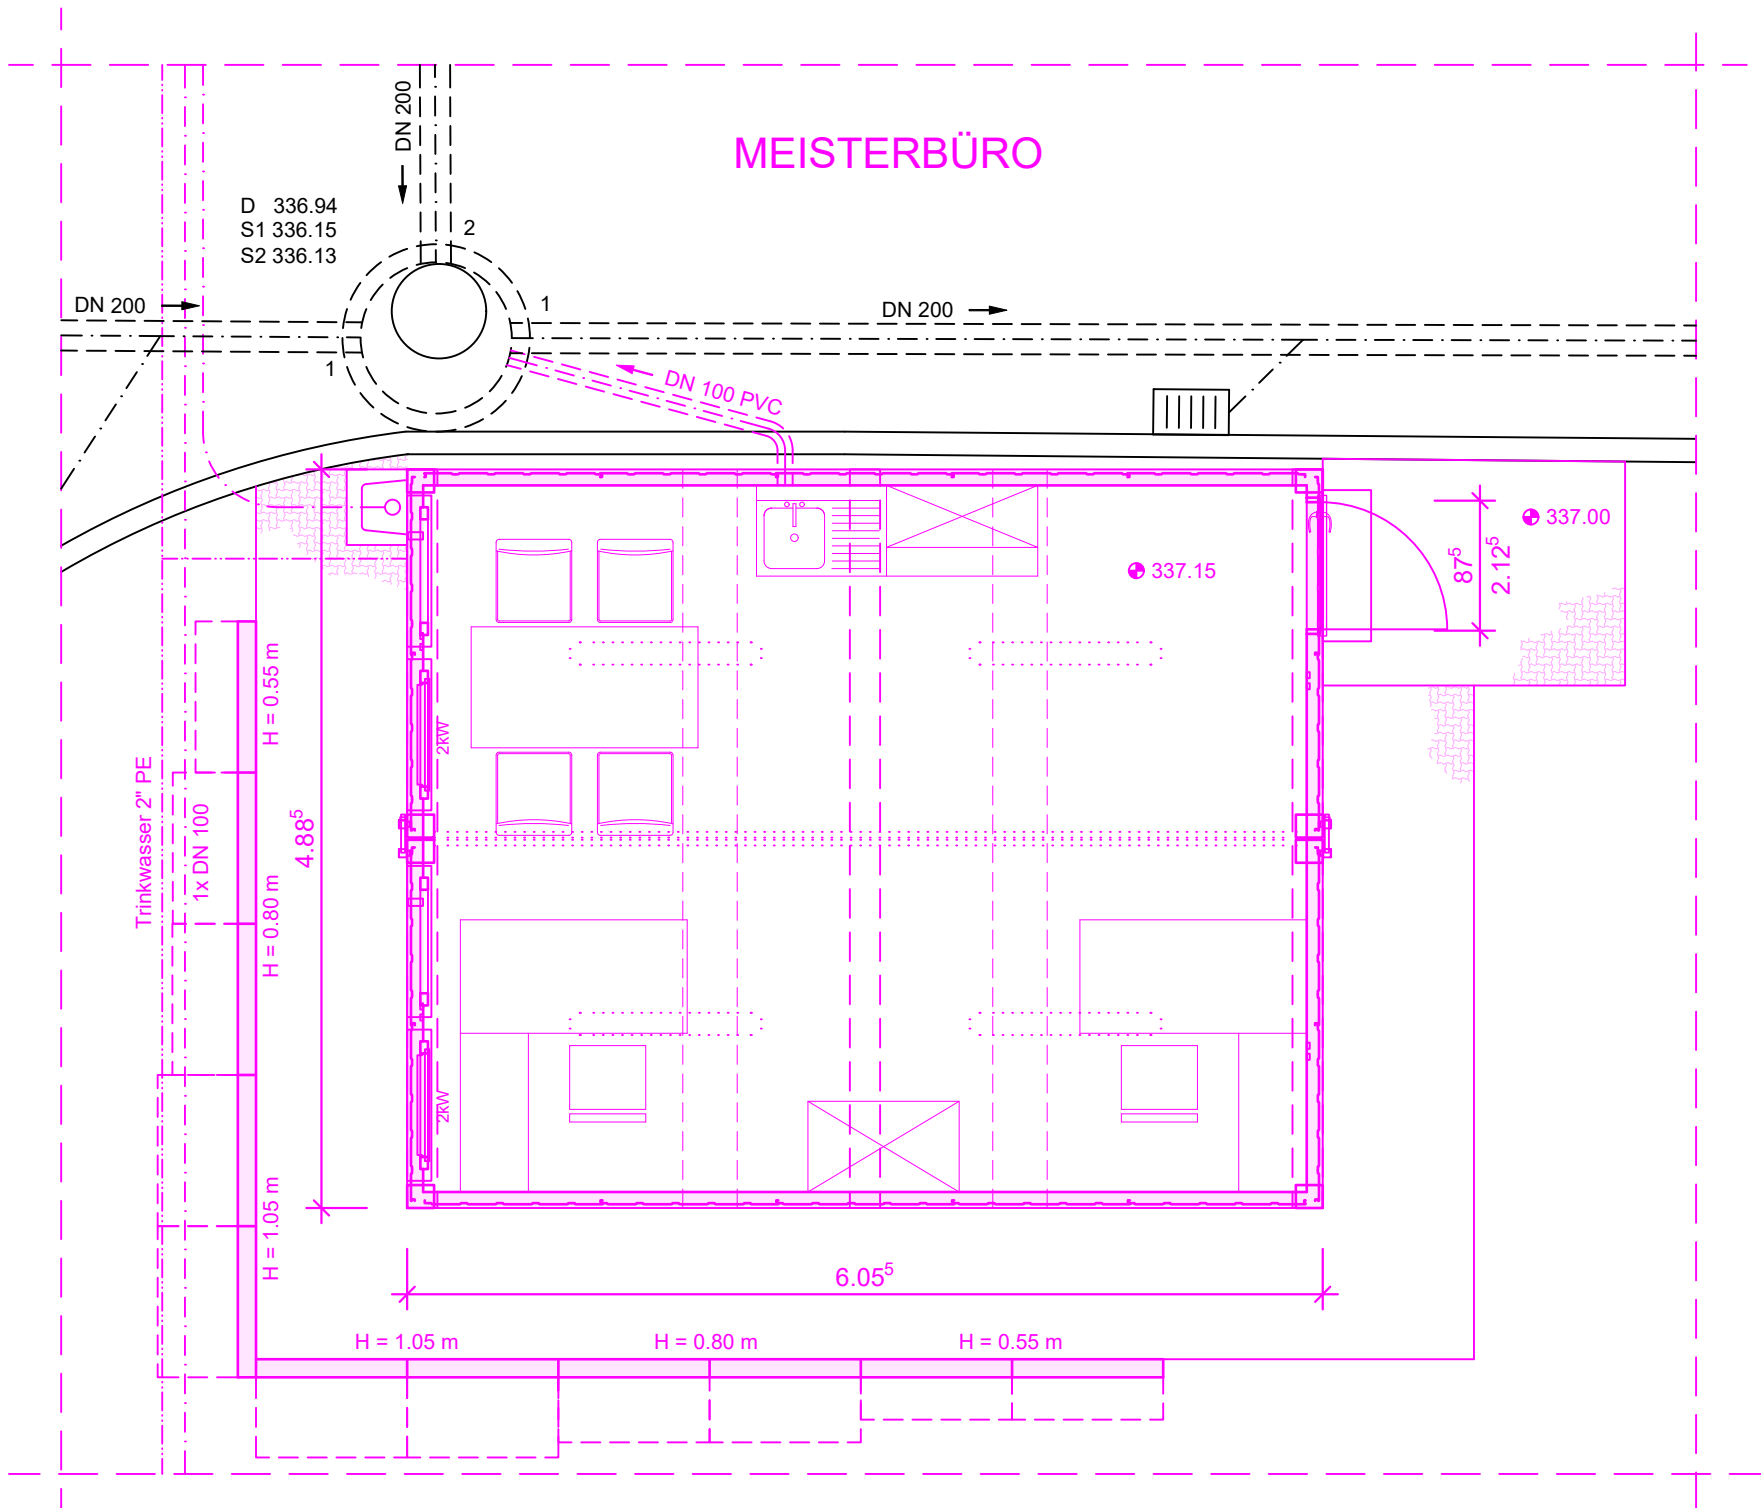 DN 200
MEISTERBÜRO
D 336.94
S1 336.15
S2 336.13
2
DN 200
1
DN 200
1
DN 100 PVC
337.00
337.15
87⁵
2.12⁵
H = 0.55 m
2kW
Trinkwasser 2" PE
1x DN 100
4.88⁵
H = 0.80 m
2kW
H = 1.05 m
6.05⁵
H = 1.05 m
H = 0.80 m
H = 0.55 m